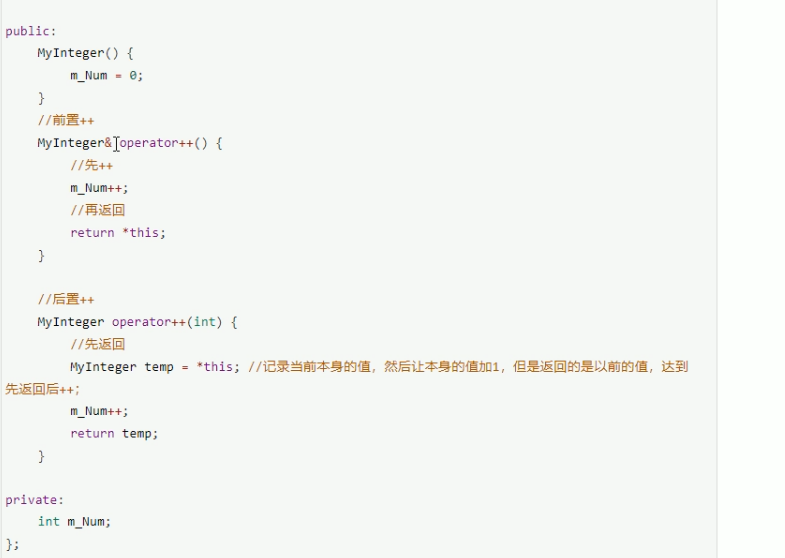 public:
MyInteger() {
m_Num = 0;
}
//前置++
MyInteger& operator++() {
//先++
m_Num++;
//再返回
return *this;
}
//后置++
MyInteger operator++(int) {
//先返回
MyInteger temp = *this; //记录当前本身的值，然后让本身的值加1，但是返回的是以前的值，达到
先返回后++；
m_Num++;
return temp;
}
private:
int m_Num;
};